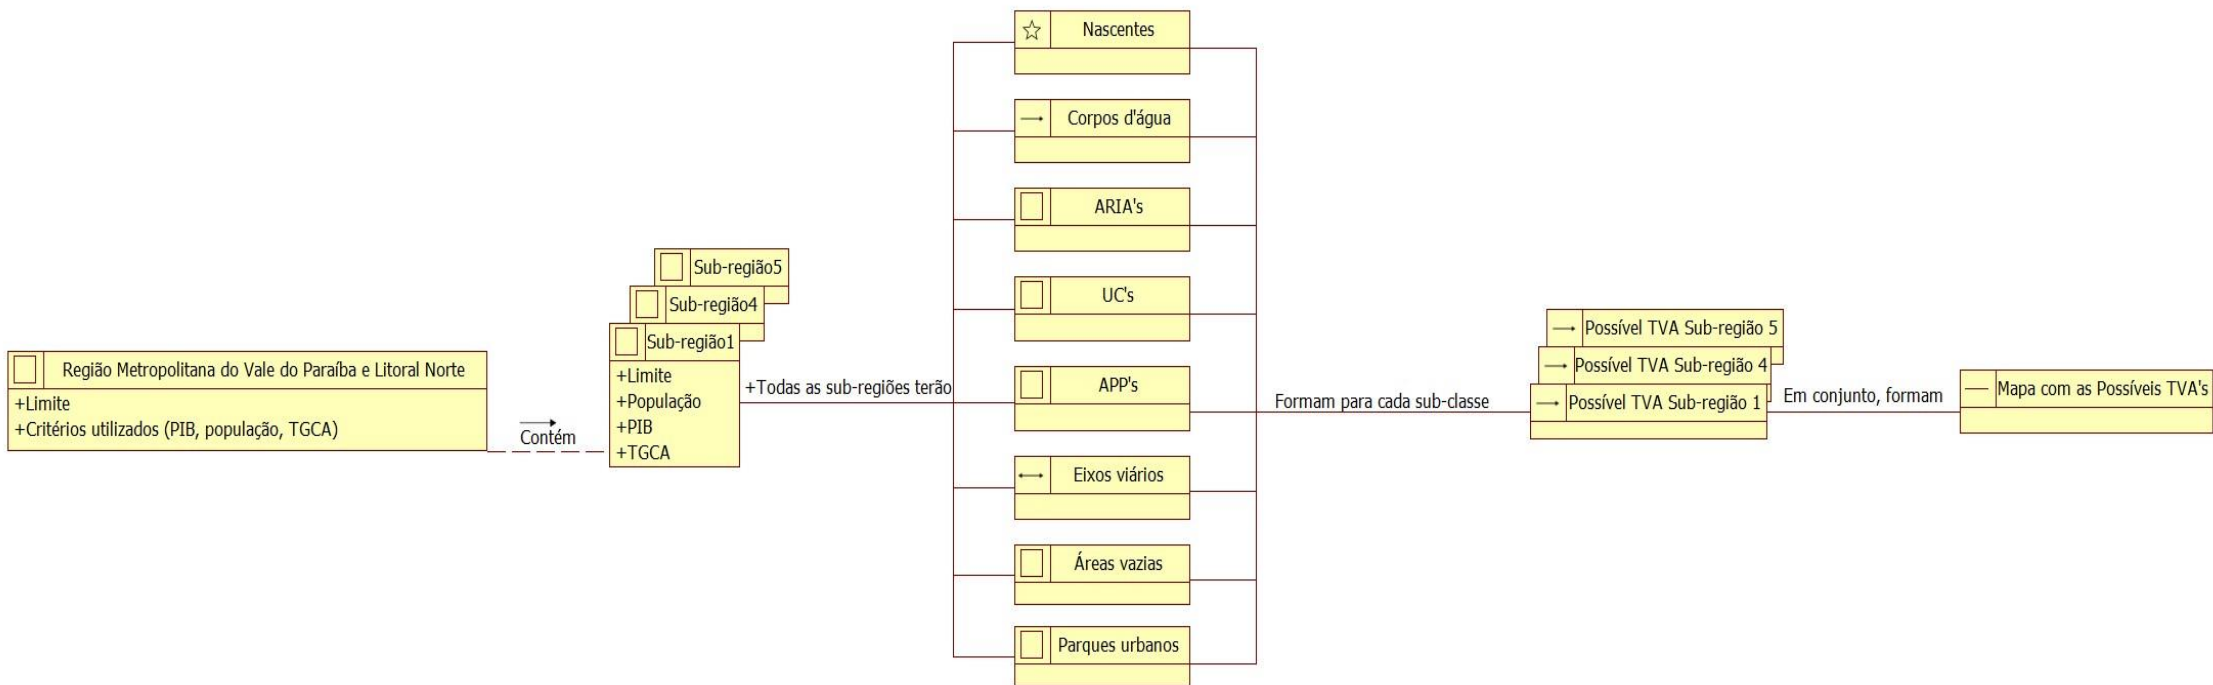 Região Metropolitana do Vale do Paraíba e Litoral Norte
+Limite
+Critérios utilizados (PIB, população, TGCA)
Contém
Sub-região5
Sub-região4
Sub-região1
+Limite
+População
+PIB
+TGCA
+Todas as sub-regiões terão
Nascentes
Corpos d'água
ARIA's
UC's
APP's
Eixos viários
Áreas vazias
Parques urbanos
Formam para cada sub-classe
Possível TVA Sub-região 5
Possível TVA Sub-região 4
Possível TVA Sub-região 1
Em conjunto, formam
Mapa com as Possíveis TVA's